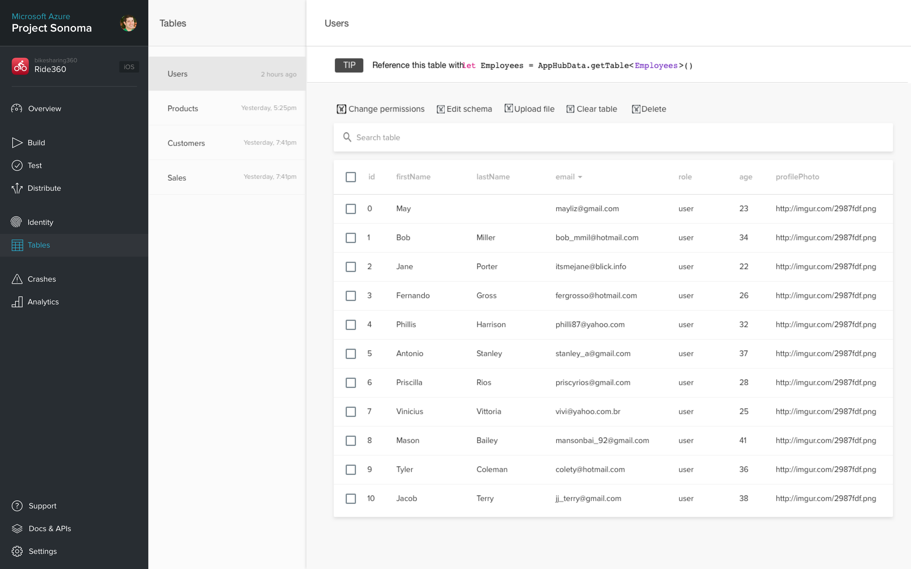 Microsoft Azure
Project Sonoma
bikesharing360
Ride360
iOS
Overview
Build
Test
Distribute
Identity
Tables
Crashes
Analytics
Support
Docs & APIs
Settings
Tables
Users 2 hours ago
Products Yesterday, 5:25pm
Customers Yesterday, 7:41pm
Sales Yesterday, 7:41pm
Users
TIP Reference this table with let Employees = AppHubData.getTable<Employees>()
Change permissions Edit schema Upload file Clear table Delete
Search table
id firstName lastName email role age profilePhoto
0 May mayliz@gmail.com user 23 http://imgur.com/2987fdf.png
1 Bob Miller bob_mmil@hotmail.com user 34 http://imgur.com/2987fdf.png
2 Jane Porter itsmejane@blick.info user 22 http://imgur.com/2987fdf.png
3 Fernando Gross fergrosso@hotmail.com user 26 http://imgur.com/2987fdf.png
4 Phillis Harrison philli87@yahoo.com user 32 http://imgur.com/2987fdf.png
5 Antonio Stanley stanley_a@gmail.com user 37 http://imgur.com/2987fdf.png
6 Priscilla Rios priscyrios@gmail.com user 28 http://imgur.com/2987fdf.png
7 Vinicius Vittoria vivi@yahoo.com.br user 25 http://imgur.com/2987fdf.png
8 Mason Bailey mansonbai_92@gmail.com user 41 http://imgur.com/2987fdf.png
9 Tyler Coleman colety@hotmail.com user 36 http://imgur.com/2987fdf.png
10 Jacob Terry jj_terry@gmail.com user 38 http://imgur.com/2987fdf.png